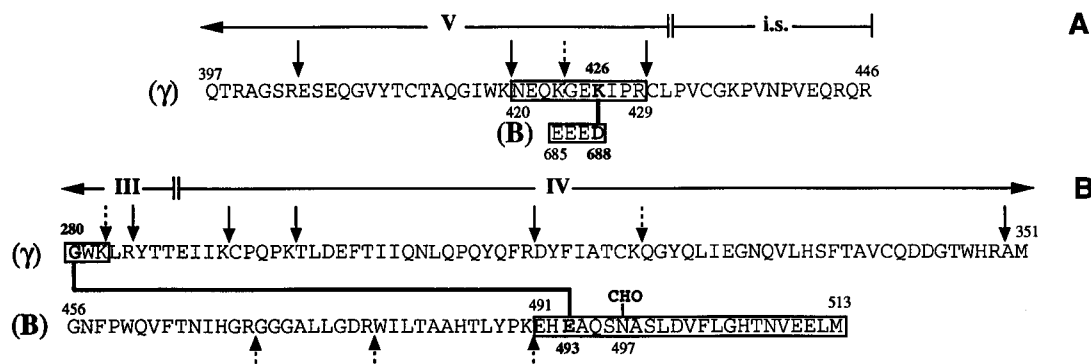 V i.s. A
397 426 446
(γ) QTRAGSRESEQGVYTCTAQGIWKNEQKGEKIPRCLPVCGKPVNPVEQRQR
420 429
(B) EEED
685 688
III IV B
280 351
(γ) GWKLRYTTEIIKCPQPKTLDEFTIIQNLQPQYQFRDYFIATCKQGYQLIEGNQVLHSFTAVCQDDGTWHRAM
456 491 CHO 513
(B) GNFPWQVFTNIHGRGGGALLGDRWILTAAHTLYPKEHEAQSNASLDVFLGHTNVEELM
493 497